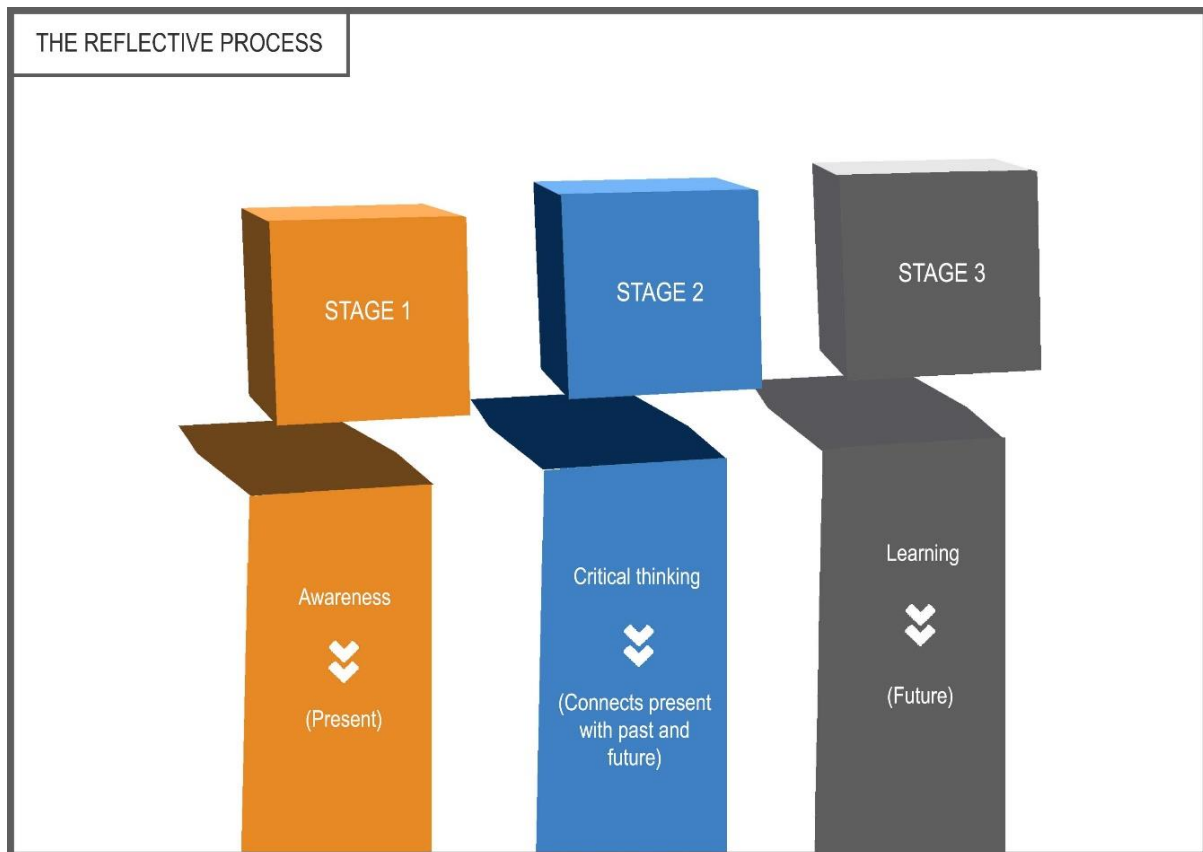 THE REFLECTIVE PROCESS
STAGE 1
STAGE 2
STAGE 3
Awareness
(Present)
Critical thinking
(Connects present
with past and
future)
Learning
(Future)